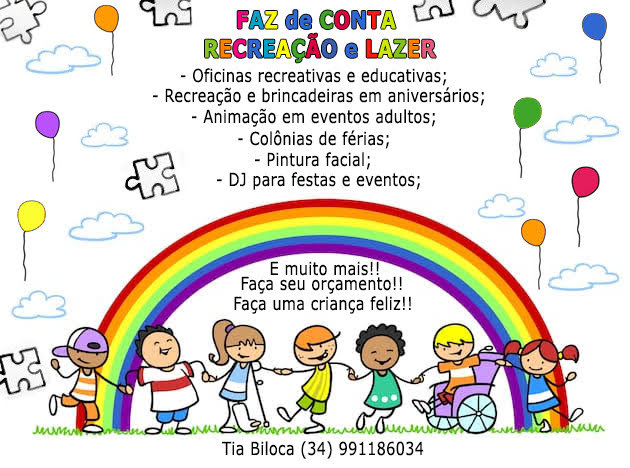 FAZ de CONTA
RECREAÇÃO e LAZER
- Oficinas recreativas e educativas;
- Recreação e brincadeiras em aniversários;
- Animação em eventos adultos;
- Colônias de férias;
- Pintura facial;
- DJ para festas e eventos;
E muito mais!!
Faça seu orçamento!!
Faça uma criança feliz!!
Tia Biloca (34) 991186034